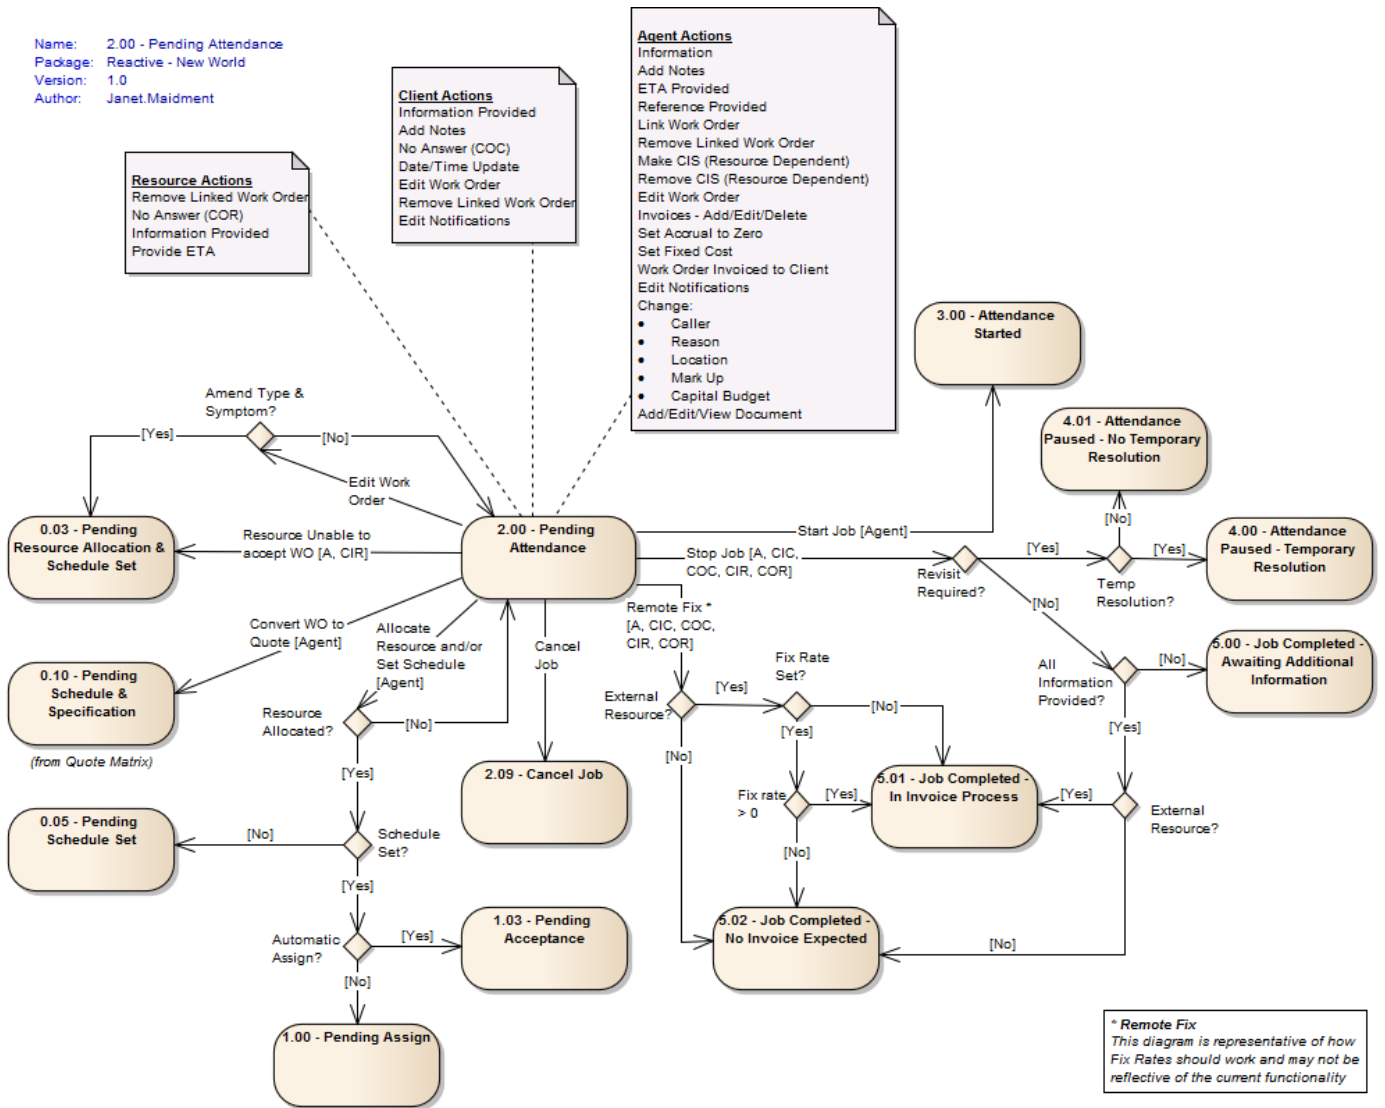 Name: 2.00 - Pending Attendance
Package: Reactive - New World
Version: 1.0
Author: Janet.Maidment
Resource Actions
Remove Linked Work Order
No Answer (COR)
Information Provided
Provide ETA
Client Actions
Information Provided
Add Notes
No Answer (COC)
Date/Time Update
Edit Work Order
Remove Linked Work Order
Edit Notifications
Agent Actions
Information
Add Notes
ETA Provided
Reference Provided
Link Work Order
Remove Linked Work Order
Make CIS (Resource Dependent)
Remove CIS (Resource Dependent)
Edit Work Order
Invoices - Add/Edit/Delete
Set Accrual to Zero
Set Fixed Cost
Work Order Invoiced to Client
Edit Notifications
Change:
• Caller
• Reason
• Location
• Mark Up
• Capital Budget
Add/Edit/View Document
3.00 - Attendance
Started
4.01 - Attendance
Paused - No Temporary
Resolution
Amend Type &
Symptom?
[Yes]
[No]
Edit Work
Order
0.03 - Pending
Resource Allocation &
Schedule Set
Resource Unable to
accept WO [A, CIR]
2.00 - Pending
Attendance
Start Job [Agent]
Stop Job [A, CIC,
COC, CIR, COR]
Revisit
Required?
[Yes]
[No]
Temp
Resolution?
[No]
[Yes]
4.00 - Attendance
Paused - Temporary
Resolution
Convert WO to
Quote [Agent]
Allocate
Resource and/or
Set Schedule
[Agent]
Cancel
Job
Remote Fix *
[A, CIC, COC,
CIR, COR]
0.10 - Pending
Schedule &
Specification
(from Quote Matrix)
Resource
Allocated?
[No]
[Yes]
External
Resource?
[Yes]
[No]
Fix Rate
Set?
[No]
[Yes]
All
Information
Provided?
[No]
[Yes]
5.00 - Job Completed -
Awaiting Additional
Information
2.09 - Cancel Job
Fix rate
> 0
[Yes]
[No]
5.01 - Job Completed -
In Invoice Process
[Yes]
External
Resource?
[No]
0.05 - Pending
Schedule Set
[No]
Schedule
Set?
[Yes]
Automatic
Assign?
[Yes]
[No]
1.03 - Pending
Acceptance
5.02 - Job Completed -
No Invoice Expected
1.00 - Pending Assign
* Remote Fix
This diagram is representative of how
Fix Rates should work and may not be
reflective of the current functionality